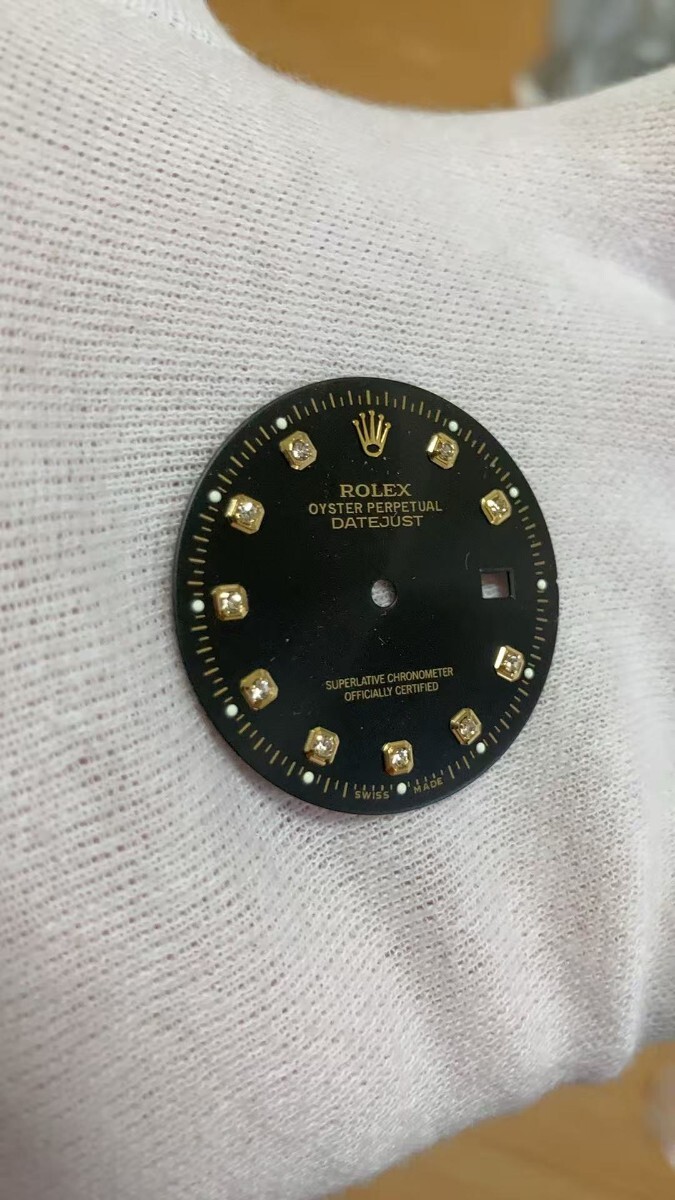 ROLEX
OYSTER PERPETUAL
DATEJUST
SUPERLATIVE CHRONOMETER
OFFICIALLY CERTIFIED
SWISS MADE